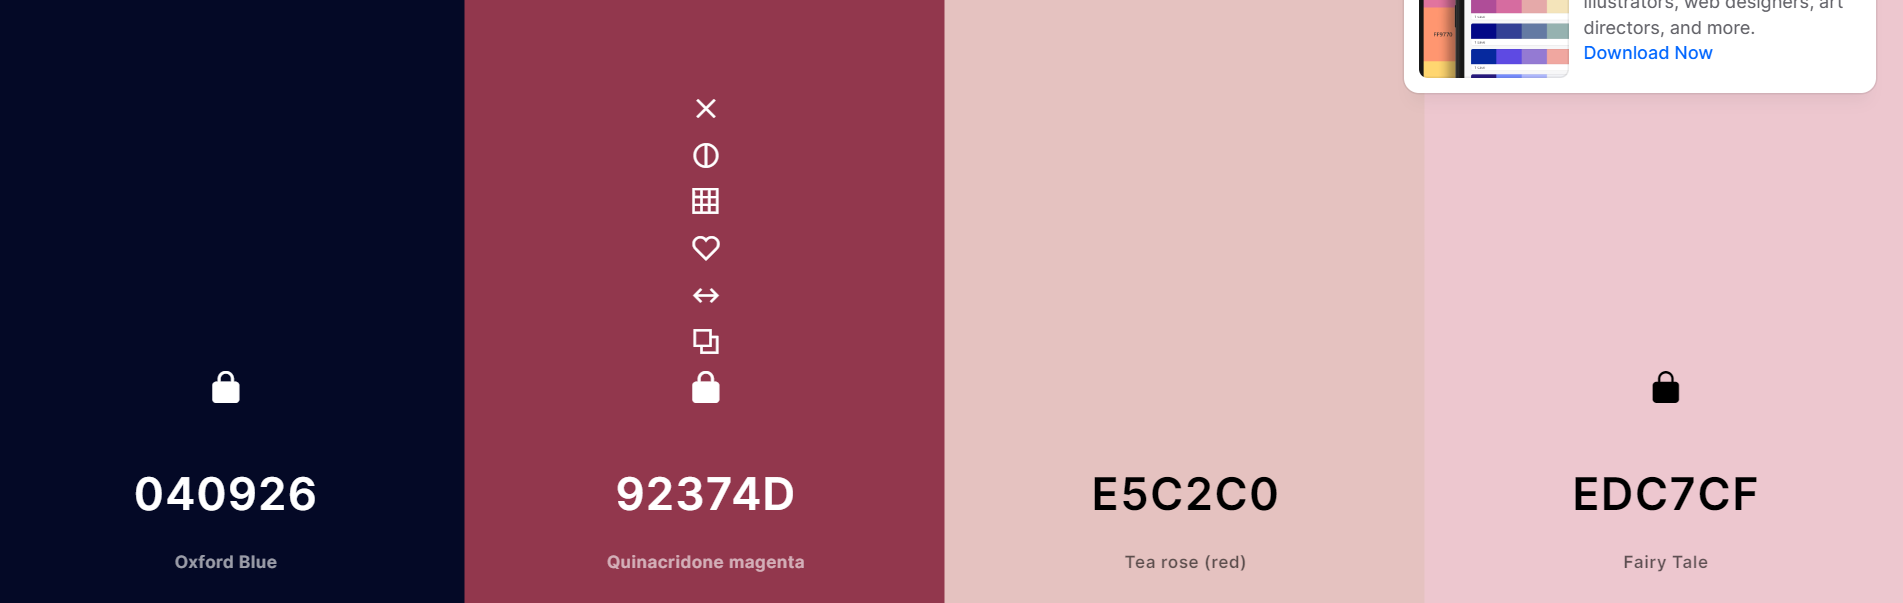 illustrators, web designers, art
directors, and more.
Download Now
FF9770
040926
92374D
E5C2C0
EDC7CF
Oxford Blue
Quinacridone magenta
Tea rose (red)
Fairy Tale